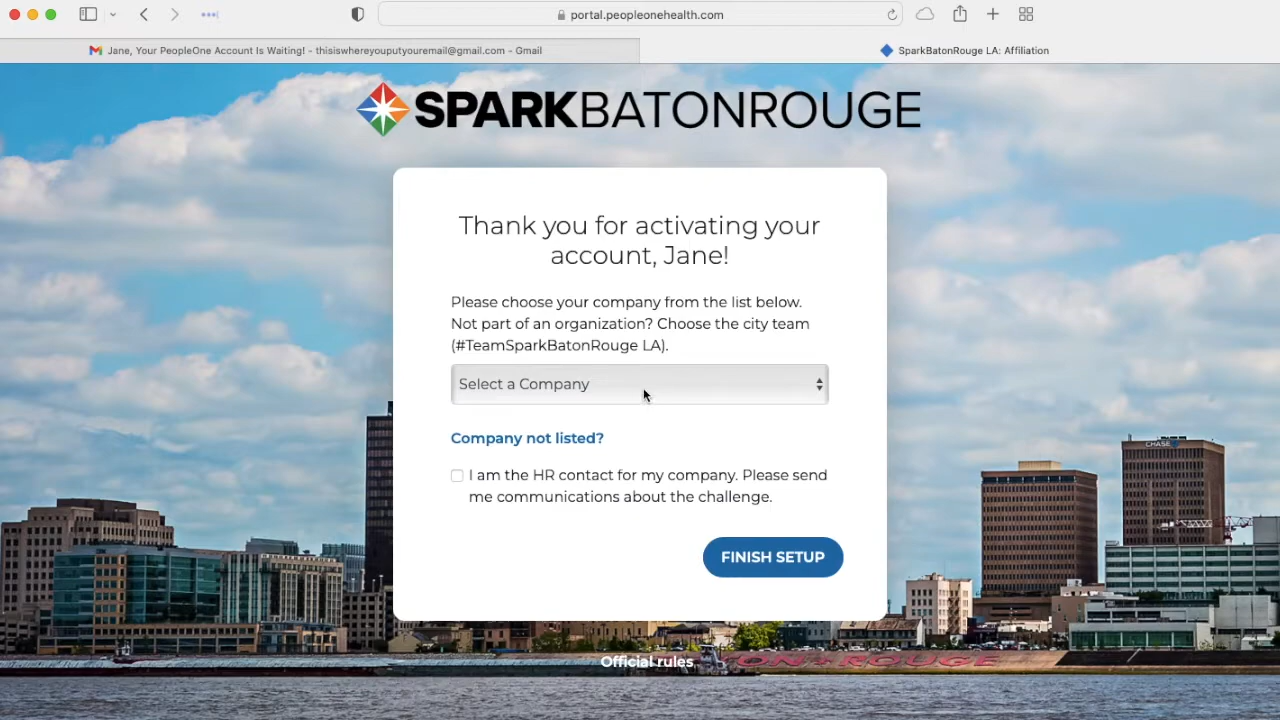 portal.peopleonehealth.com
Jane, Your PeopleOne Account Is Waiting! - thisiswhereyouputyouremail@gmail.com - Gmail
SparkBatonRouge LA: Affiliation
SPARKBATONROUGE
Thank you for activating your
account, Jane!
Please choose your company from the list below.
Not part of an organization? Choose the city team
(#TeamSparkBatonRouge LA).
Select a Company
Company not listed?
I am the HR contact for my company. Please send
me communications about the challenge.
FINISH SETUP
CHASE
Official rules
ON ROUGE